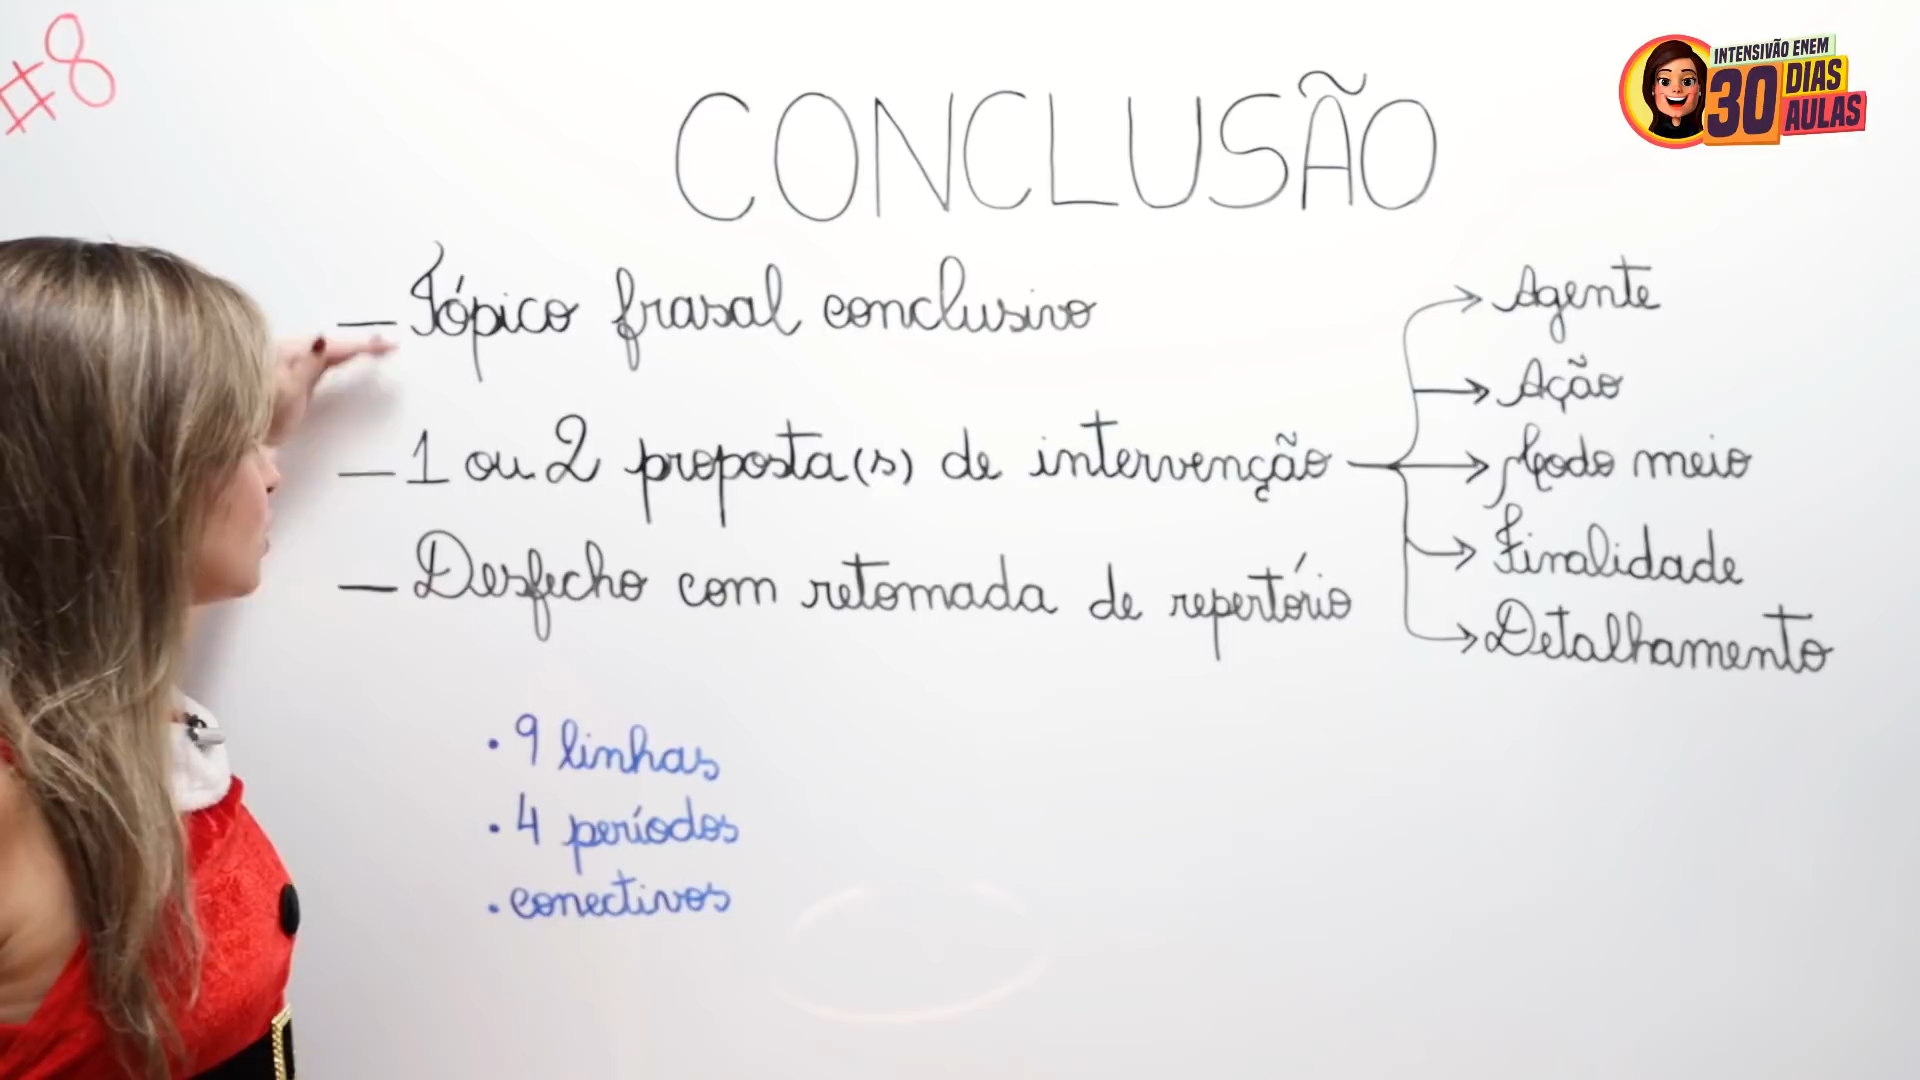 #8
INTENSIVÃO ENEM
30 DIAS
AULAS
CONCLUSÃO
— Tópico frasal conclusivo
— 1 ou 2 proposta(s) de intervenção
— Desfecho com retomada de repertório
→ Agente
→ Ação
→ Modo meio
→ Finalidade
→ Detalhamento
• 9 linhas
• 4 períodos
• conectivos